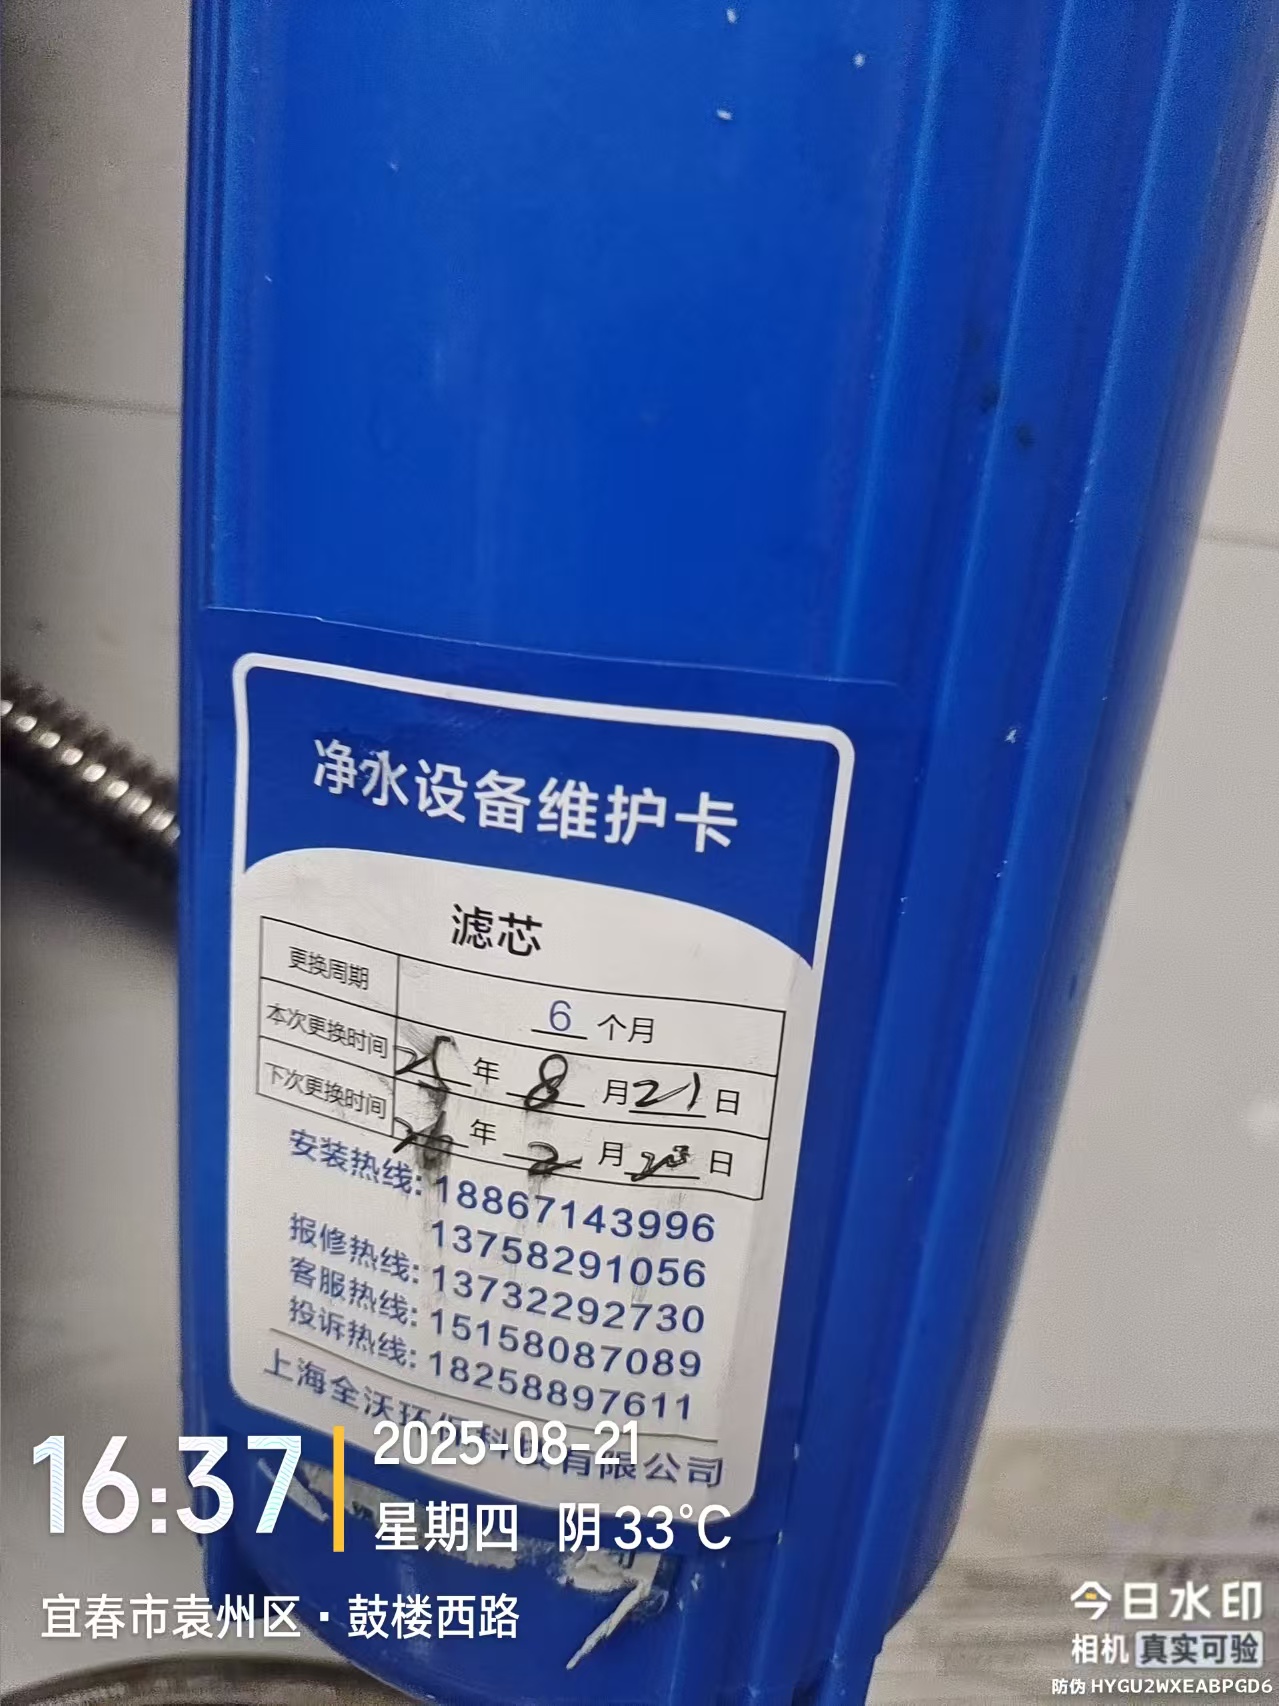 净水设备维护卡
滤芯
更换周期 6 个月
本次更换时间 25 年 8 月 21 日
下次更换时间 26 年 2 月 日
安装热线: 18867143996
13758291056
报修热线: 13732292730
客服热线: 15158087089
投诉热线: 18258897611
上海全沃环保科技有限公司
16:37
2025-08-21
星期四 阴 33°C
宜春市袁州区·鼓楼西路
今日水印
相机 真实可验
防伪 HYGU2WXEABPGD6